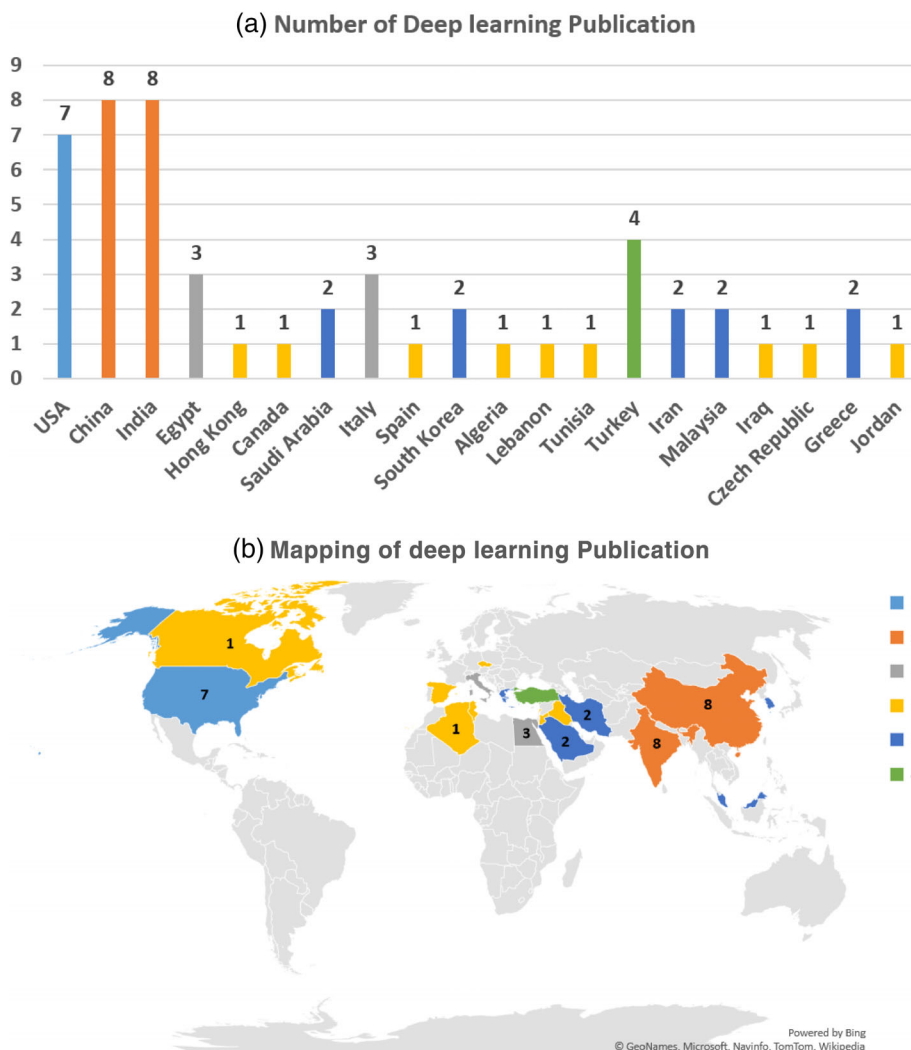 (a) Number of Deep learning Publication
9
8
7
6
5
4
3
2
1
0
7
8
8
3
1
1
2
3
1
2
1
1
1
4
2
2
1
1
2
1
USA
China
India
Egypt
Hong Kong
Canada
Saudi Arabia
Italy
Spain
South Korea
Algeria
Lebanon
Tunisia
Turkey
Iran
Malaysia
Iraq
Czech Republic
Greece
Jordan
(b) Mapping of deep learning Publication
1
7
1
3
2
2
8
8
Powered by Bing
© GeoNames, Microsoft, Navinfo, TomTom, Wikipedia